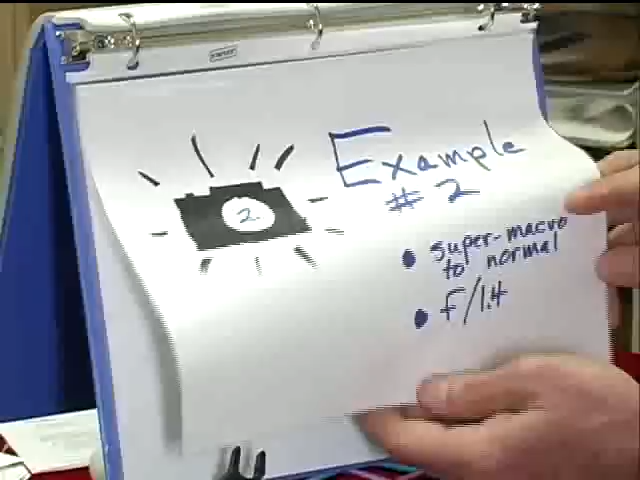 Example
# 2
2.
• super-macro
to normal
• f/1.4